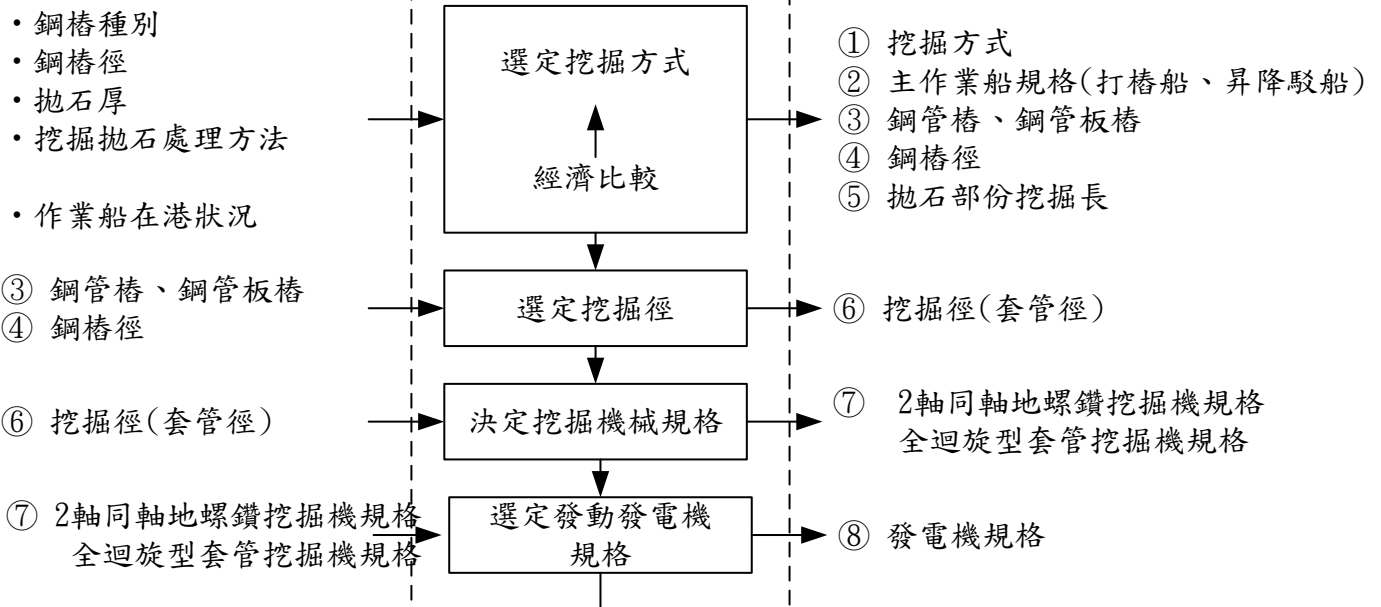 ・鋼樁種別
・鋼樁徑
・拋石厚
・挖掘拋石處理方法
・作業船在港狀況
選定挖掘方式
經濟比較
① 挖掘方式
② 主作業船規格(打樁船、昇降駁船)
③ 鋼管樁、鋼管板樁
④ 鋼樁徑
⑤ 拋石部份挖掘長
③ 鋼管樁、鋼管板樁
④ 鋼樁徑
選定挖掘徑
⑥ 挖掘徑(套管徑)
⑥ 挖掘徑(套管徑)
決定挖掘機械規格
⑦ 2軸同軸地螺鑽挖掘機規格
全迴旋型套管挖掘機規格
⑦ 2軸同軸地螺鑽挖掘機規格
全迴旋型套管挖掘機規格
選定發動發電機
規格
⑧ 發電機規格